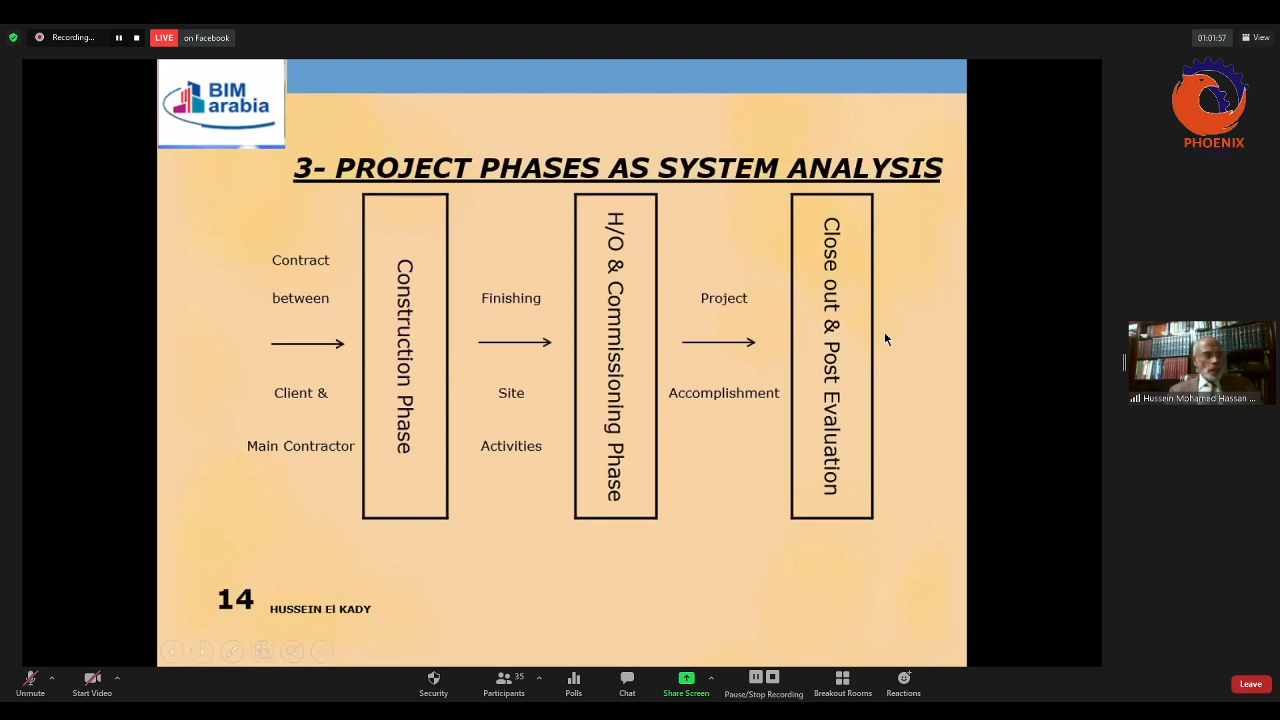 Recording...
LIVE
on Facebook
01:01:57
View
BIM
arabia
PHOENIX
3- PROJECT PHASES AS SYSTEM ANALYSIS
Contract
between
Client &
Main Contractor
Construction Phase
Finishing
Site
Activities
H/O & Commissioning Phase
Project
Accomplishment
Close out & Post Evaluation
14
HUSSEIN El KADY
Hussein Mohamed Hassan ...
Unmute
Start Video
Security
Participants
35
Polls
Chat
Share Screen
Pause/Stop Recording
Breakout Rooms
Reactions
Leave